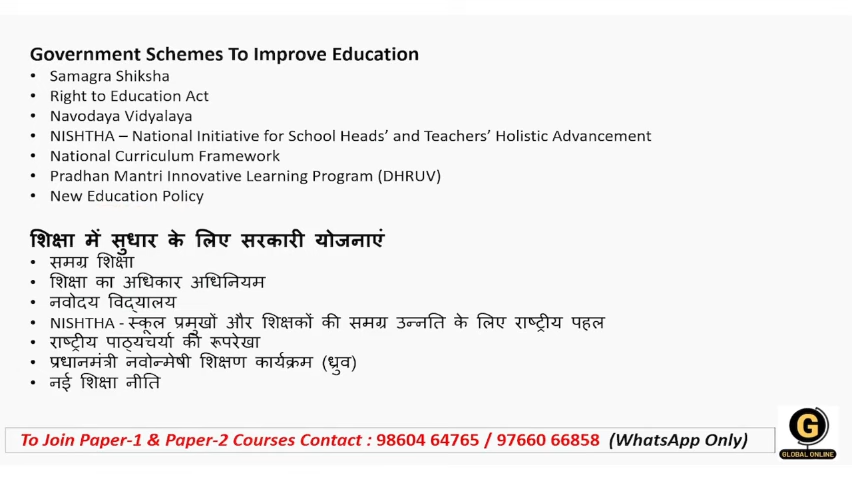 Government Schemes To Improve Education
• Samagra Shiksha
• Right to Education Act
• Navodaya Vidyalaya
• NISHTHA – National Initiative for School Heads’ and Teachers’ Holistic Advancement
• National Curriculum Framework
• Pradhan Mantri Innovative Learning Program (DHRUV)
• New Education Policy
शिक्षा में सुधार के लिए सरकारी योजनाएं
• समग्र शिक्षा
• शिक्षा का अधिकार अधिनियम
• नवोदय विद्यालय
• NISHTHA - स्कूल प्रमुखों और शिक्षकों की समग्र उन्नति के लिए राष्ट्रीय पहल
• राष्ट्रीय पाठ्यचर्या की रूपरेखा
• प्रधानमंत्री नवोन्मेषी शिक्षण कार्यक्रम (ध्रुव)
• नई शिक्षा नीति
To Join Paper-1 & Paper-2 Courses Contact : 98604 64765 / 97660 66858 (WhatsApp Only)
G
GLOBAL ONLINE